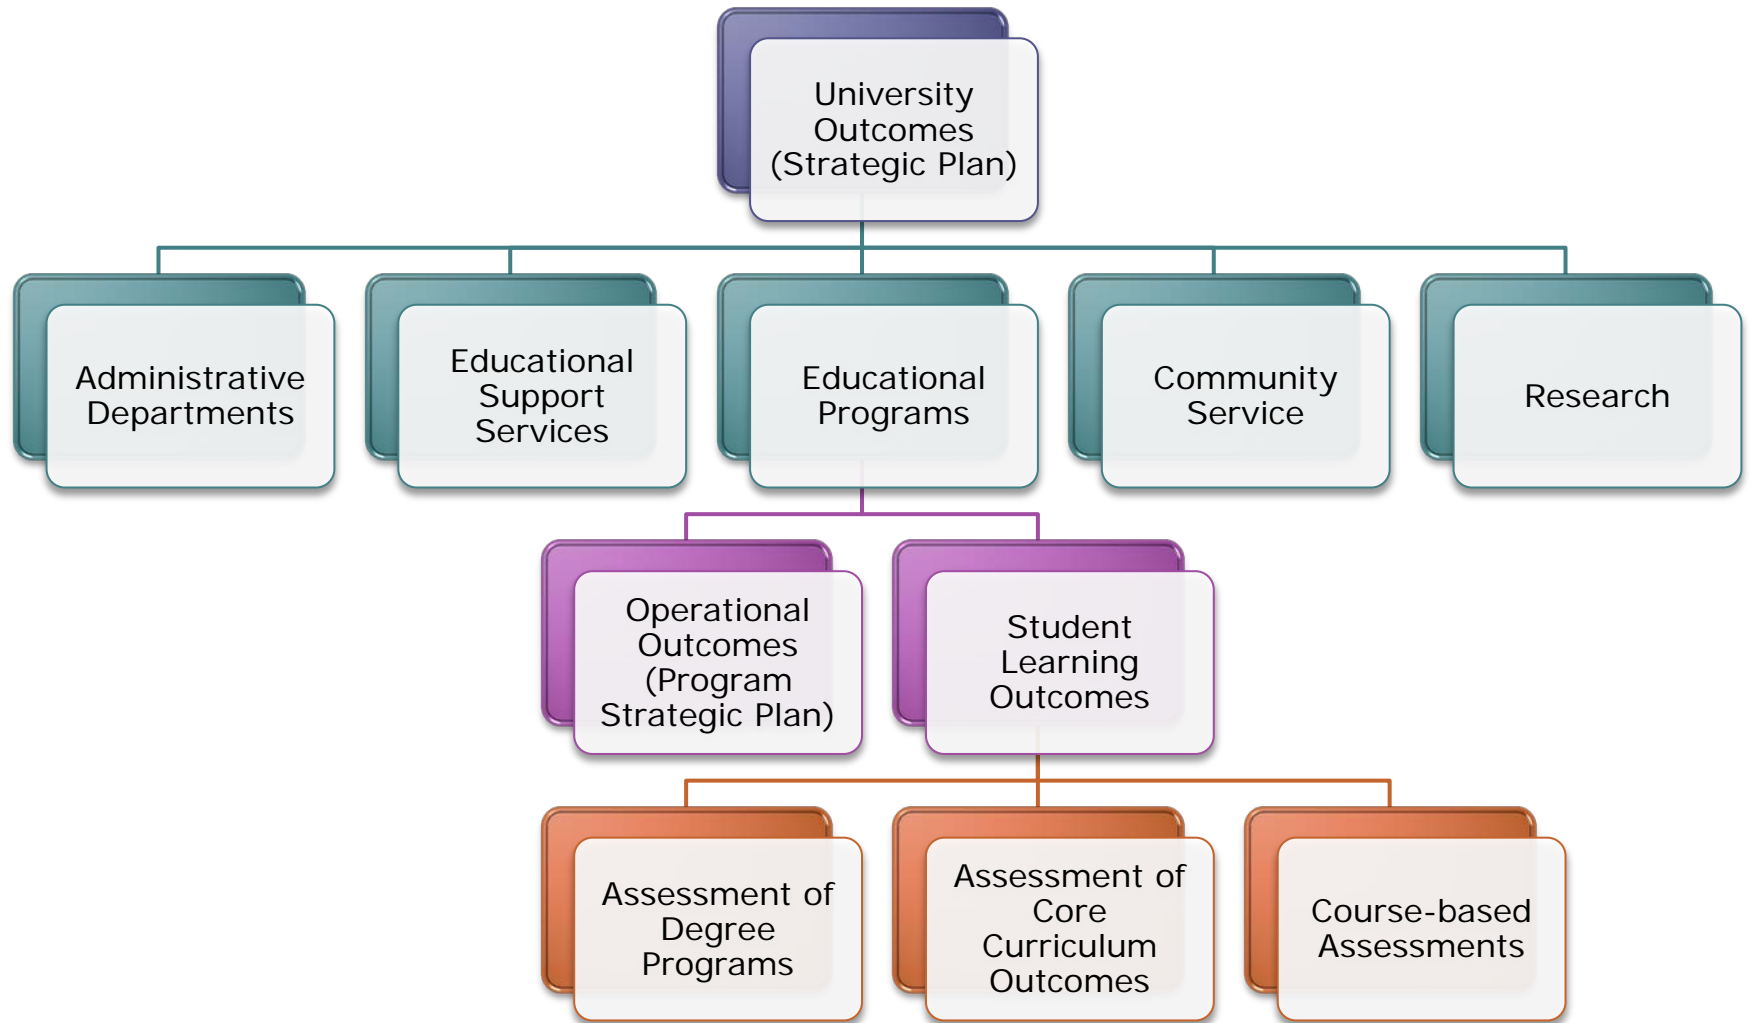 University
Outcomes
(Strategic Plan)
Administrative
Departments
Educational
Support
Services
Educational
Programs
Community
Service
Research
Operational
Outcomes
(Program
Strategic Plan)
Student
Learning
Outcomes
Assessment of
Degree
Programs
Assessment of
Core
Curriculum
Outcomes
Course-based
Assessments